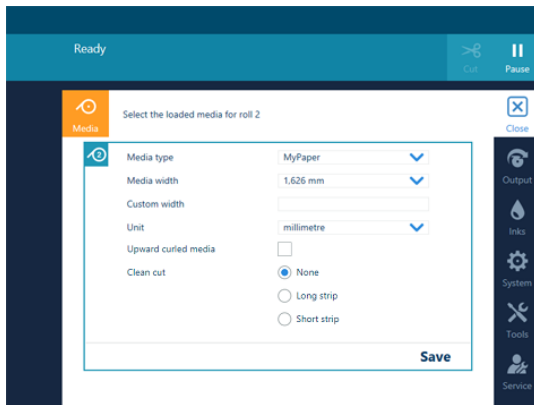 Ready
Cut
Pause
Media
Select the loaded media for roll 2
Close
2
Media type MyPaper
Media width 1,626 mm
Custom width
Unit millimetre
Upward curled media
Clean cut None
Long strip
Short strip
Save
Output
Inks
System
Tools
Service